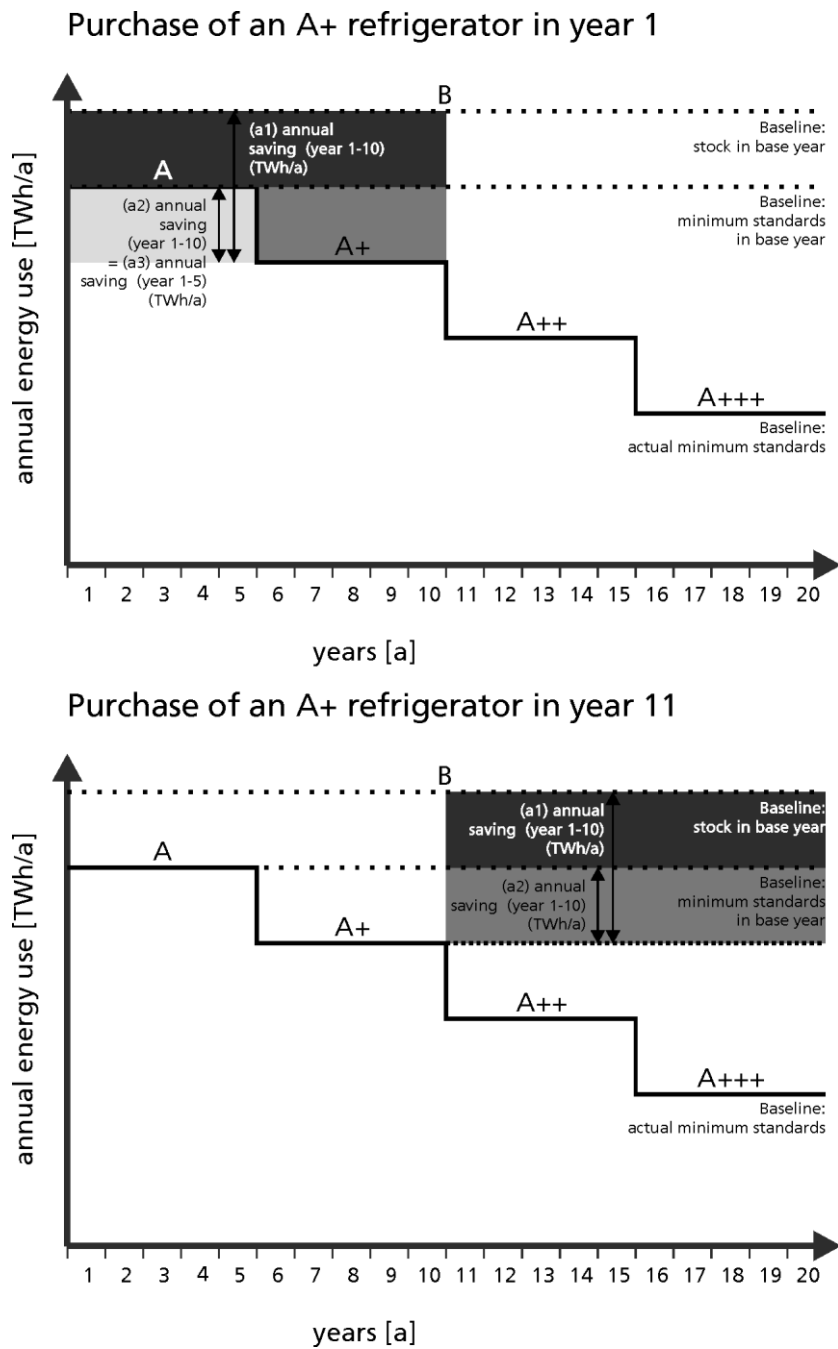 Purchase of an A+ refrigerator in year 1
B
(a1) annual
saving (year 1-10)
(TWh/a)
Baseline:
stock in base year
A
(a2) annual
saving
(year 1-10)
= (a3) annual
saving (year 1-5)
(TWh/a)
Baseline:
minimum standards
in base year
A+
A++
A+++
Baseline:
actual minimum standards
annual energy use [TWh/a]
1 2 3 4 5 6 7 8 9 10 11 12 13 14 15 16 17 18 19 20
years [a]
Purchase of an A+ refrigerator in year 11
B
(a1) annual
saving (year 1-10)
(TWh/a)
Baseline:
stock in base year
A
(a2) annual
saving (year 1-10)
(TWh/a)
Baseline:
minimum standards
in base year
A+
A++
A+++
Baseline:
actual minimum standards
annual energy use [TWh/a]
1 2 3 4 5 6 7 8 9 10 11 12 13 14 15 16 17 18 19 20
years [a]